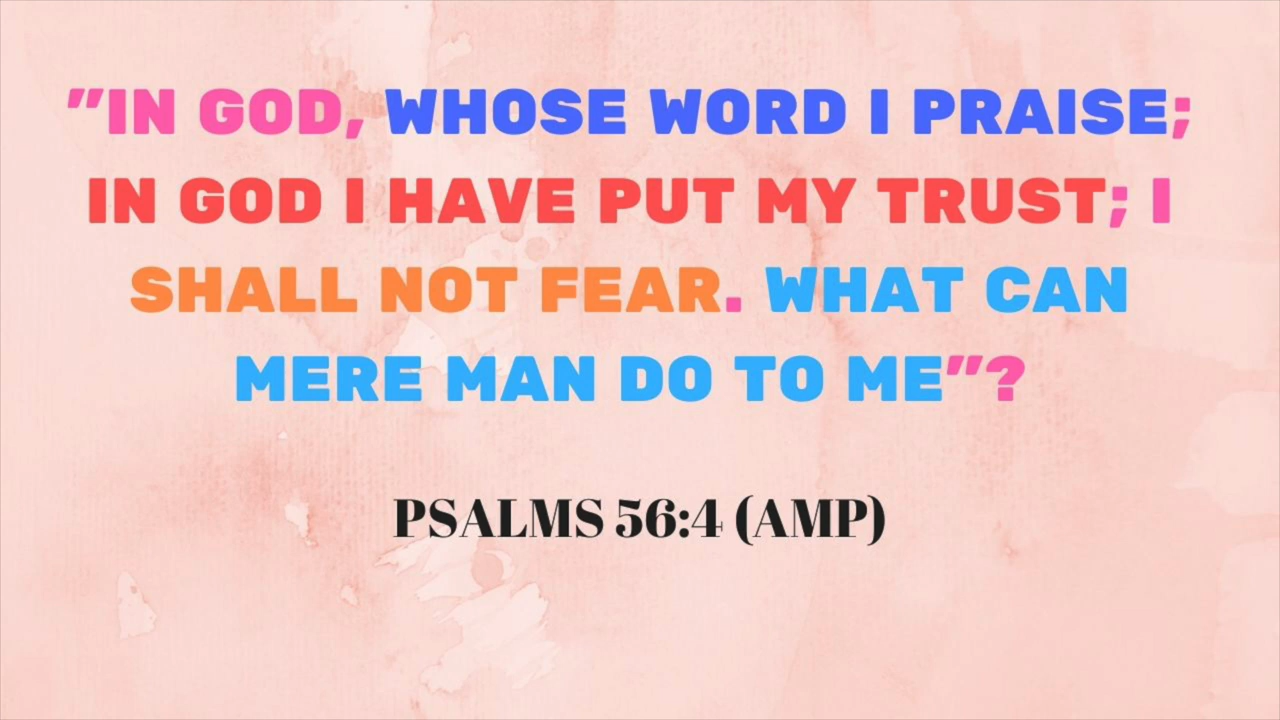 "IN GOD, WHOSE WORD I PRAISE;
IN GOD I HAVE PUT MY TRUST; I
SHALL NOT FEAR. WHAT CAN
MERE MAN DO TO ME"?
PSALMS 56:4 (AMP)